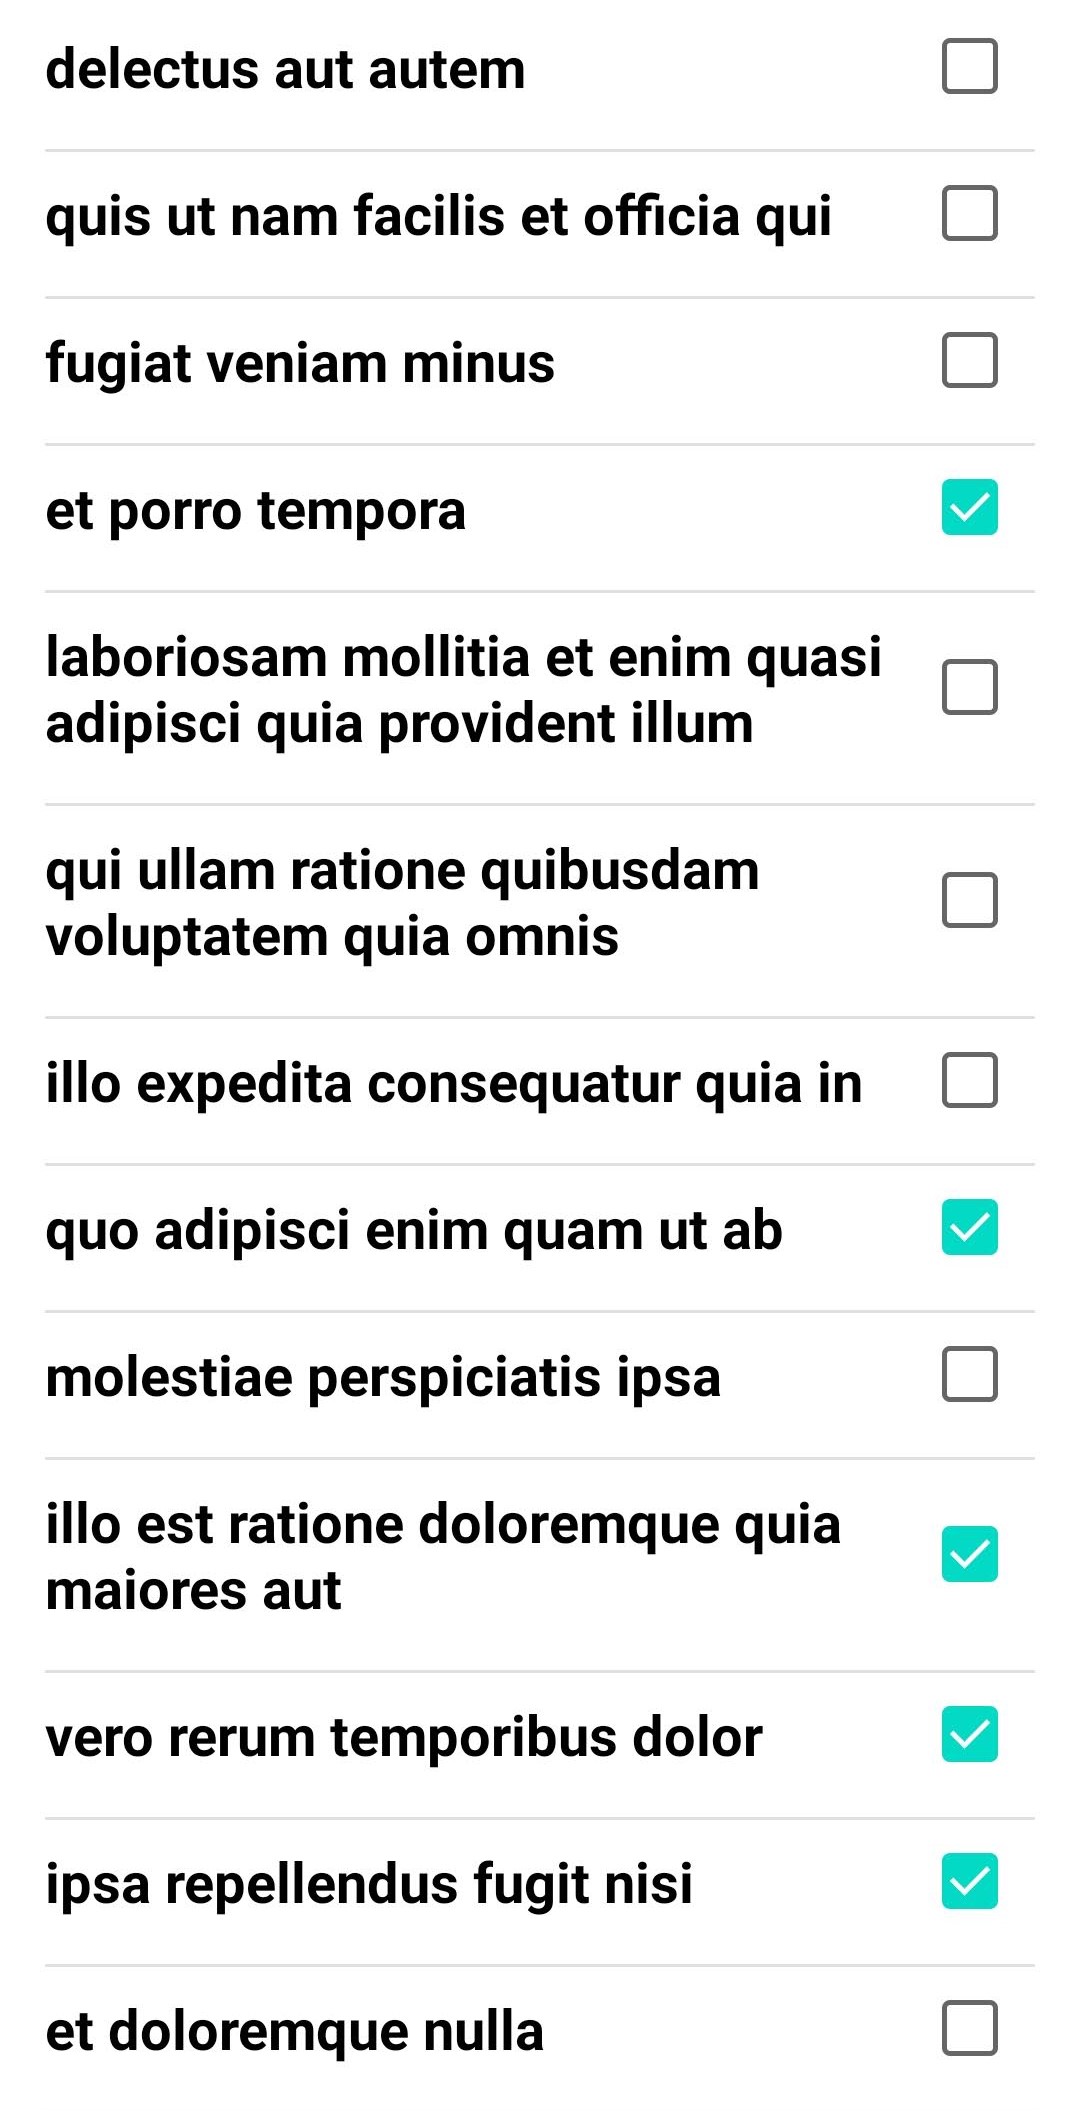 delectus aut autem
quis ut nam facilis et officia qui
fugiat veniam minus
et porro tempora
laboriosam mollitia et enim quasi
adipisci quia provident illum
qui ullam ratione quibusdam
voluptatem quia omnis
illo expedita consequatur quia in
quo adipisci enim quam ut ab
molestiae perspiciatis ipsa
illo est ratione doloremque quia
maiores aut
vero rerum temporibus dolor
ipsa repellendus fugit nisi
et doloremque nulla